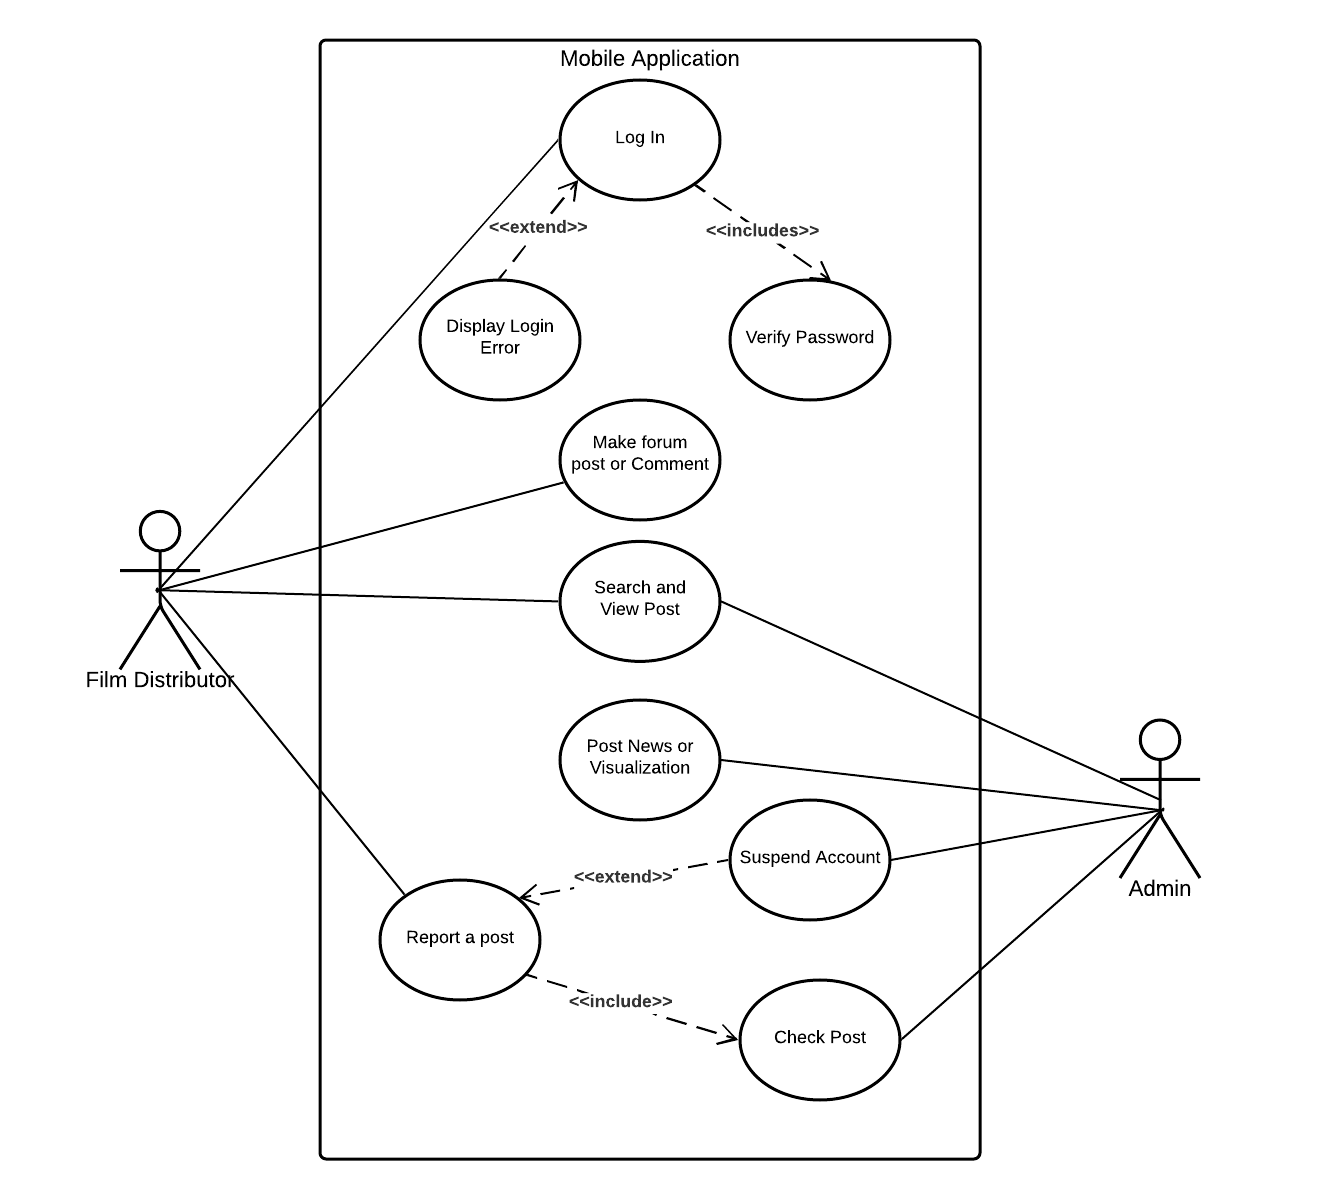 Mobile Application
Log In
<<extend>>
<<includes>>
Display Login
Error
Verify Password
Make forum
post or Comment
Search and
View Post
Film Distributor
Post News or
Visualization
Suspend Account
<<extend>>
Admin
Report a post
<<include>>
Check Post